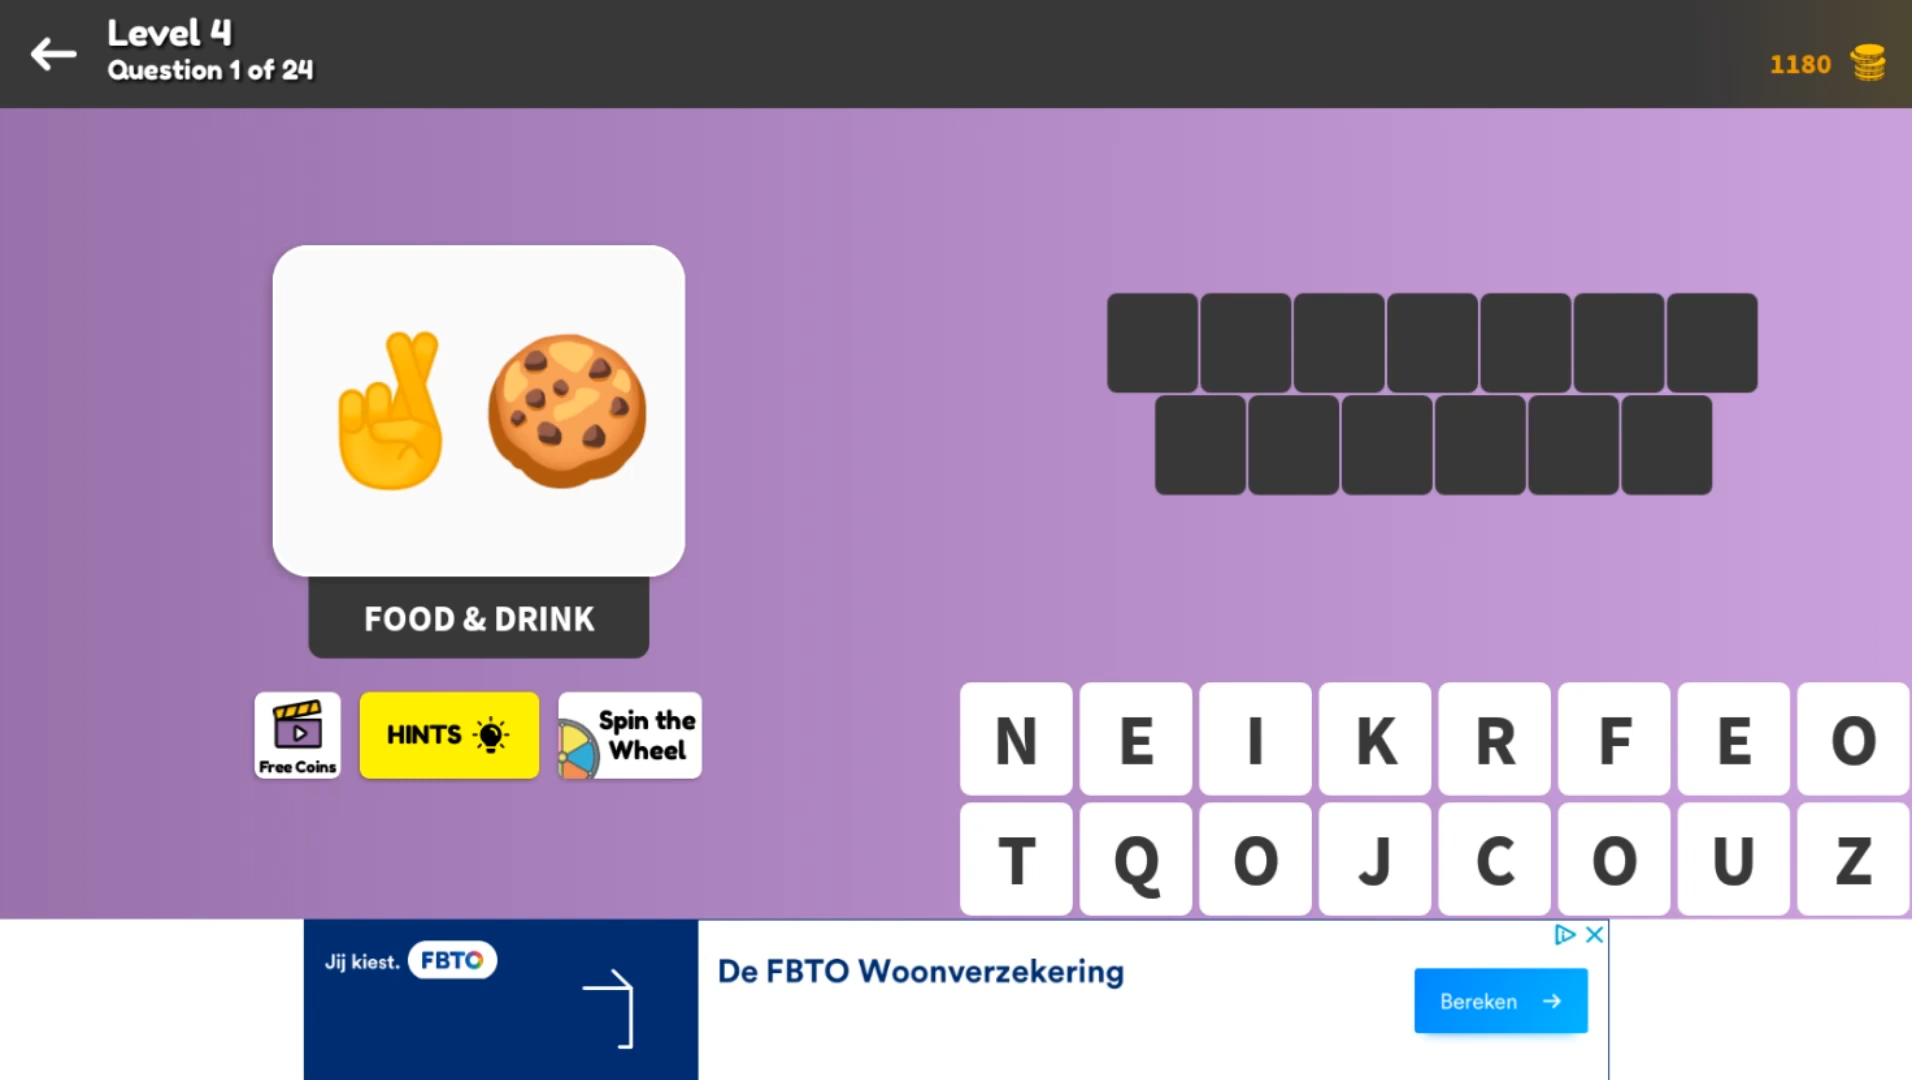 Level 4
Question 1 of 24
1180
FOOD & DRINK
Free Coins
HINTS
Spin the
Wheel
N E I K R F E O
T Q O J C O U Z
Jij kiest. FBTO
De FBTO Woonverzekering
Bereken